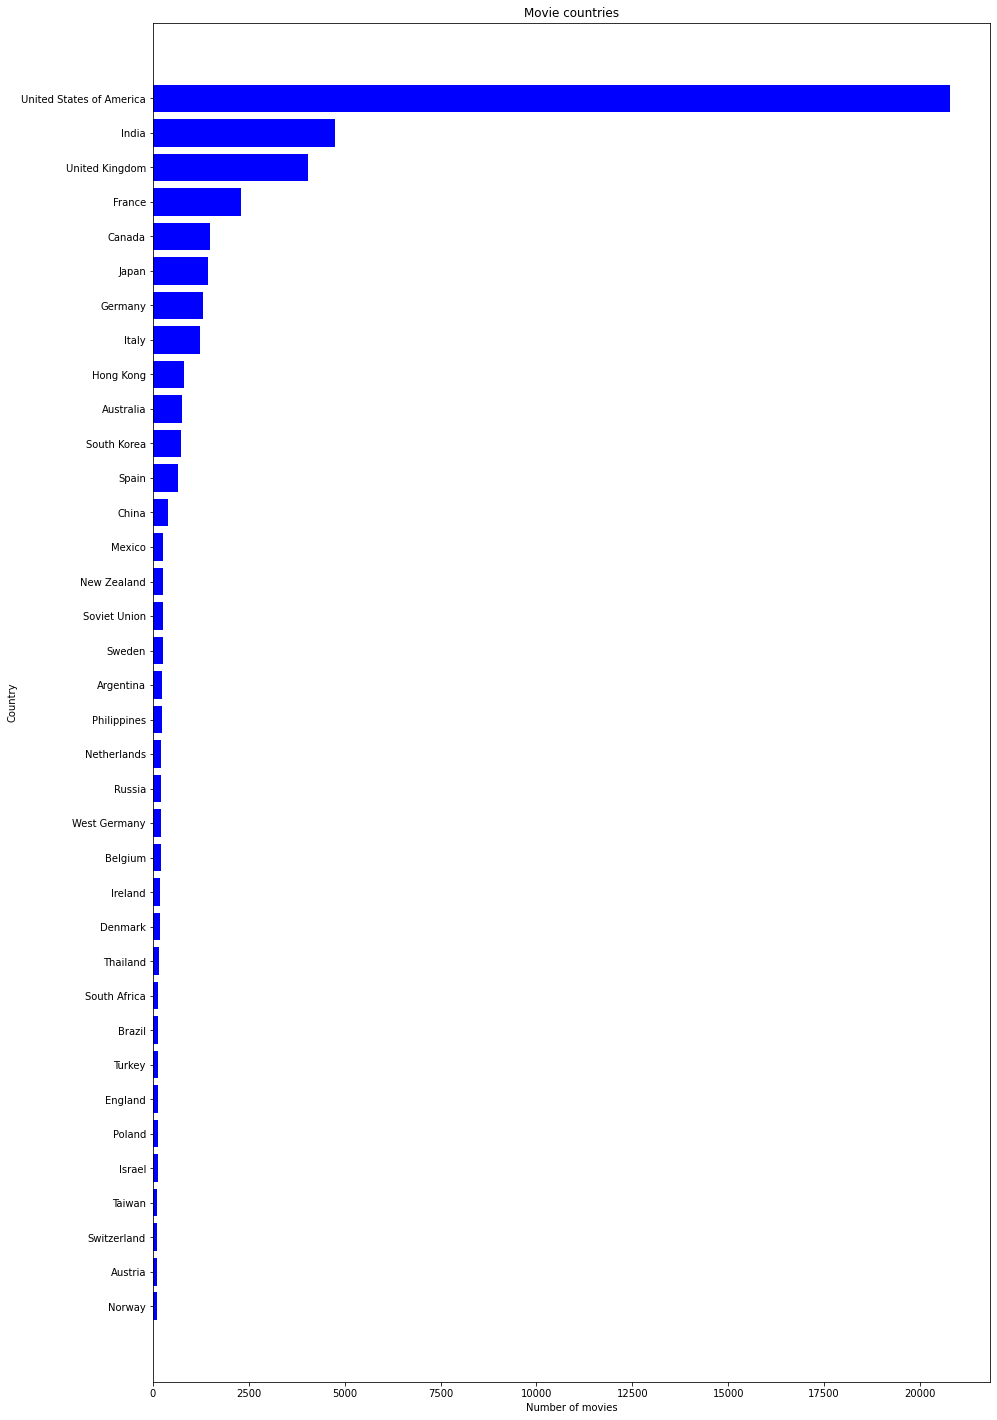 Movie countries
United States of America
India
United Kingdom
France
Canada
Japan
Germany
Italy
Hong Kong
Australia
South Korea
Spain
China
Mexico
New Zealand
Soviet Union
Sweden
Argentina
Philippines
Netherlands
Russia
West Germany
Belgium
Ireland
Denmark
Thailand
South Africa
Brazil
Turkey
England
Poland
Israel
Taiwan
Switzerland
Austria
Norway
Country
0 2500 5000 7500 10000 12500 15000 17500 20000
Number of movies